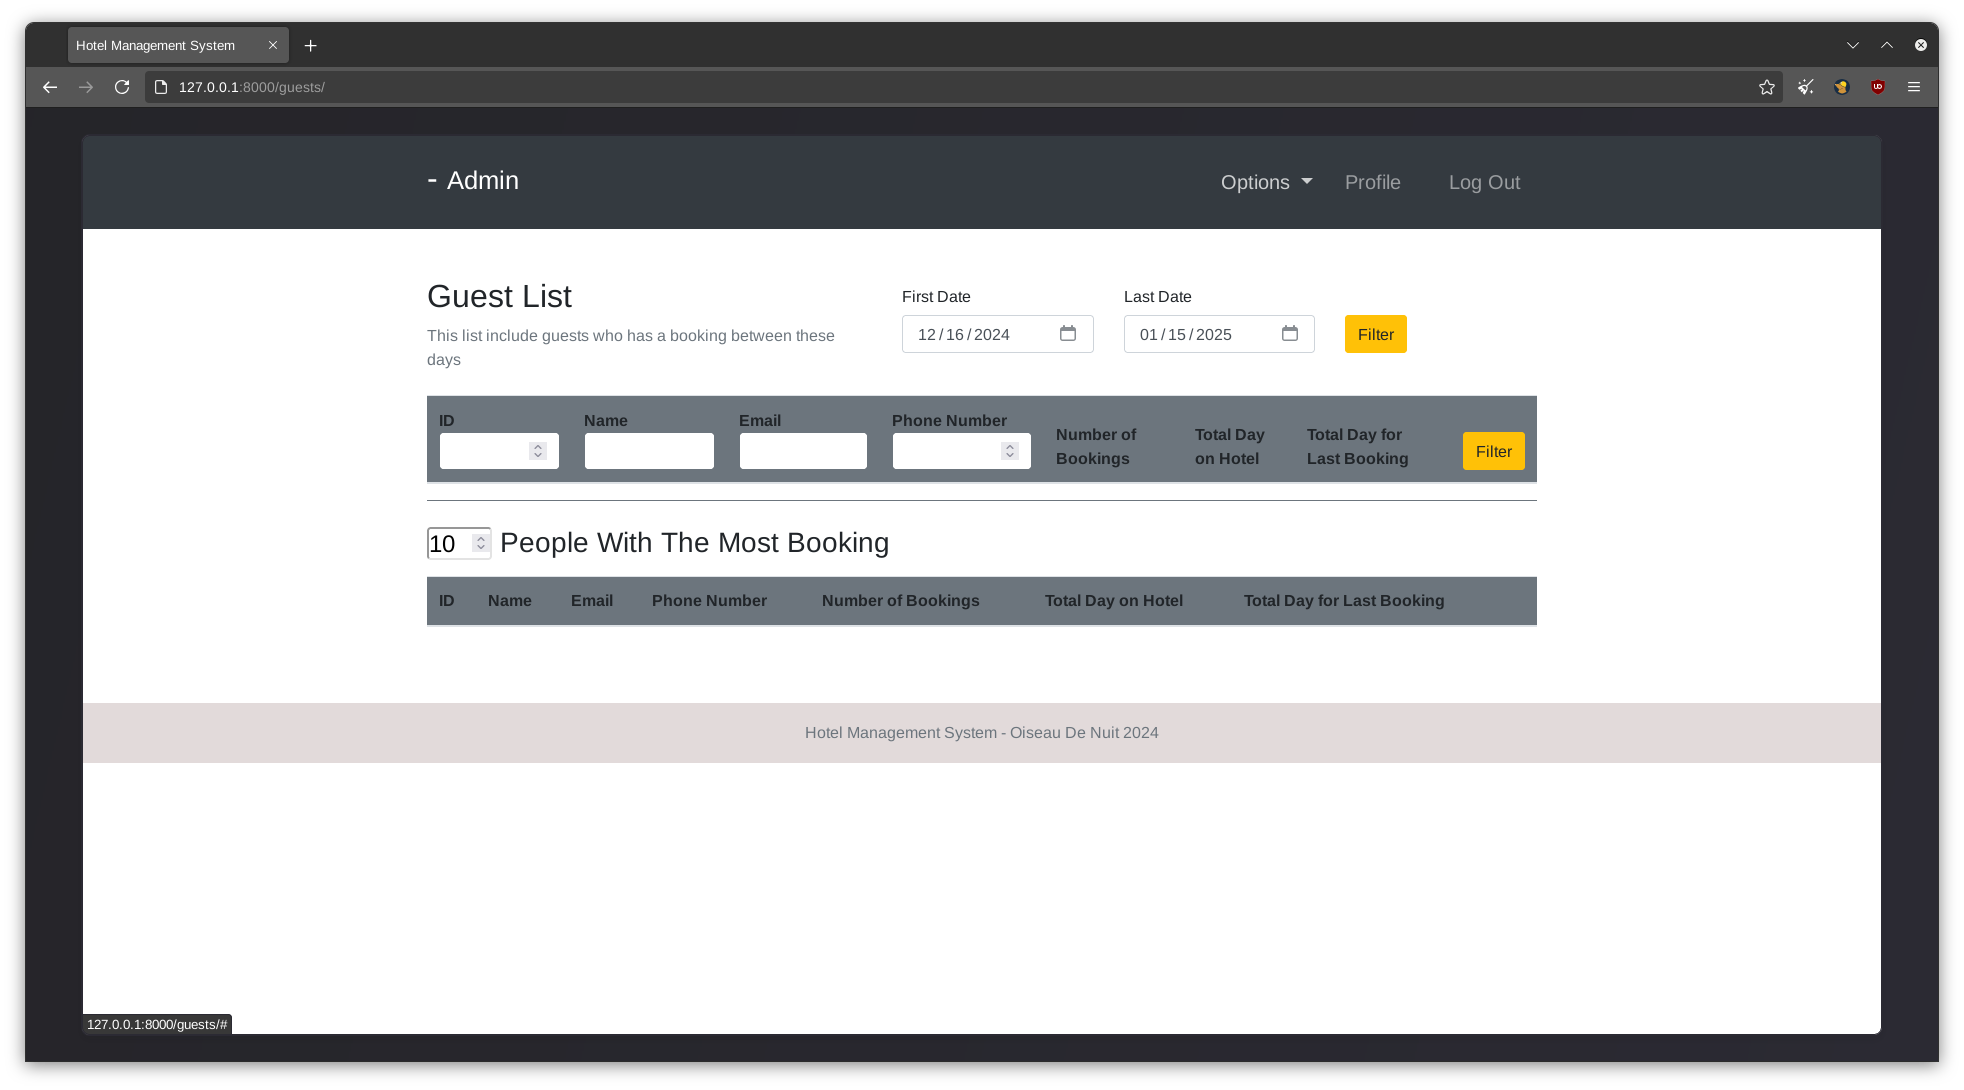 Hotel Management System
127.0.0.1:8000/guests/
- Admin
Options
Profile
Log Out
Guest List
This list include guests who has a booking between these
days
First Date
12/16/2024
Last Date
01/15/2025
Filter
ID
Name
Email
Phone Number
Number of
Bookings
Total Day
on Hotel
Total Day for
Last Booking
Filter
10 People With The Most Booking
ID Name Email Phone Number Number of Bookings Total Day on Hotel Total Day for Last Booking
Hotel Management System - Oiseau De Nuit 2024
127.0.0.1:8000/guests/#